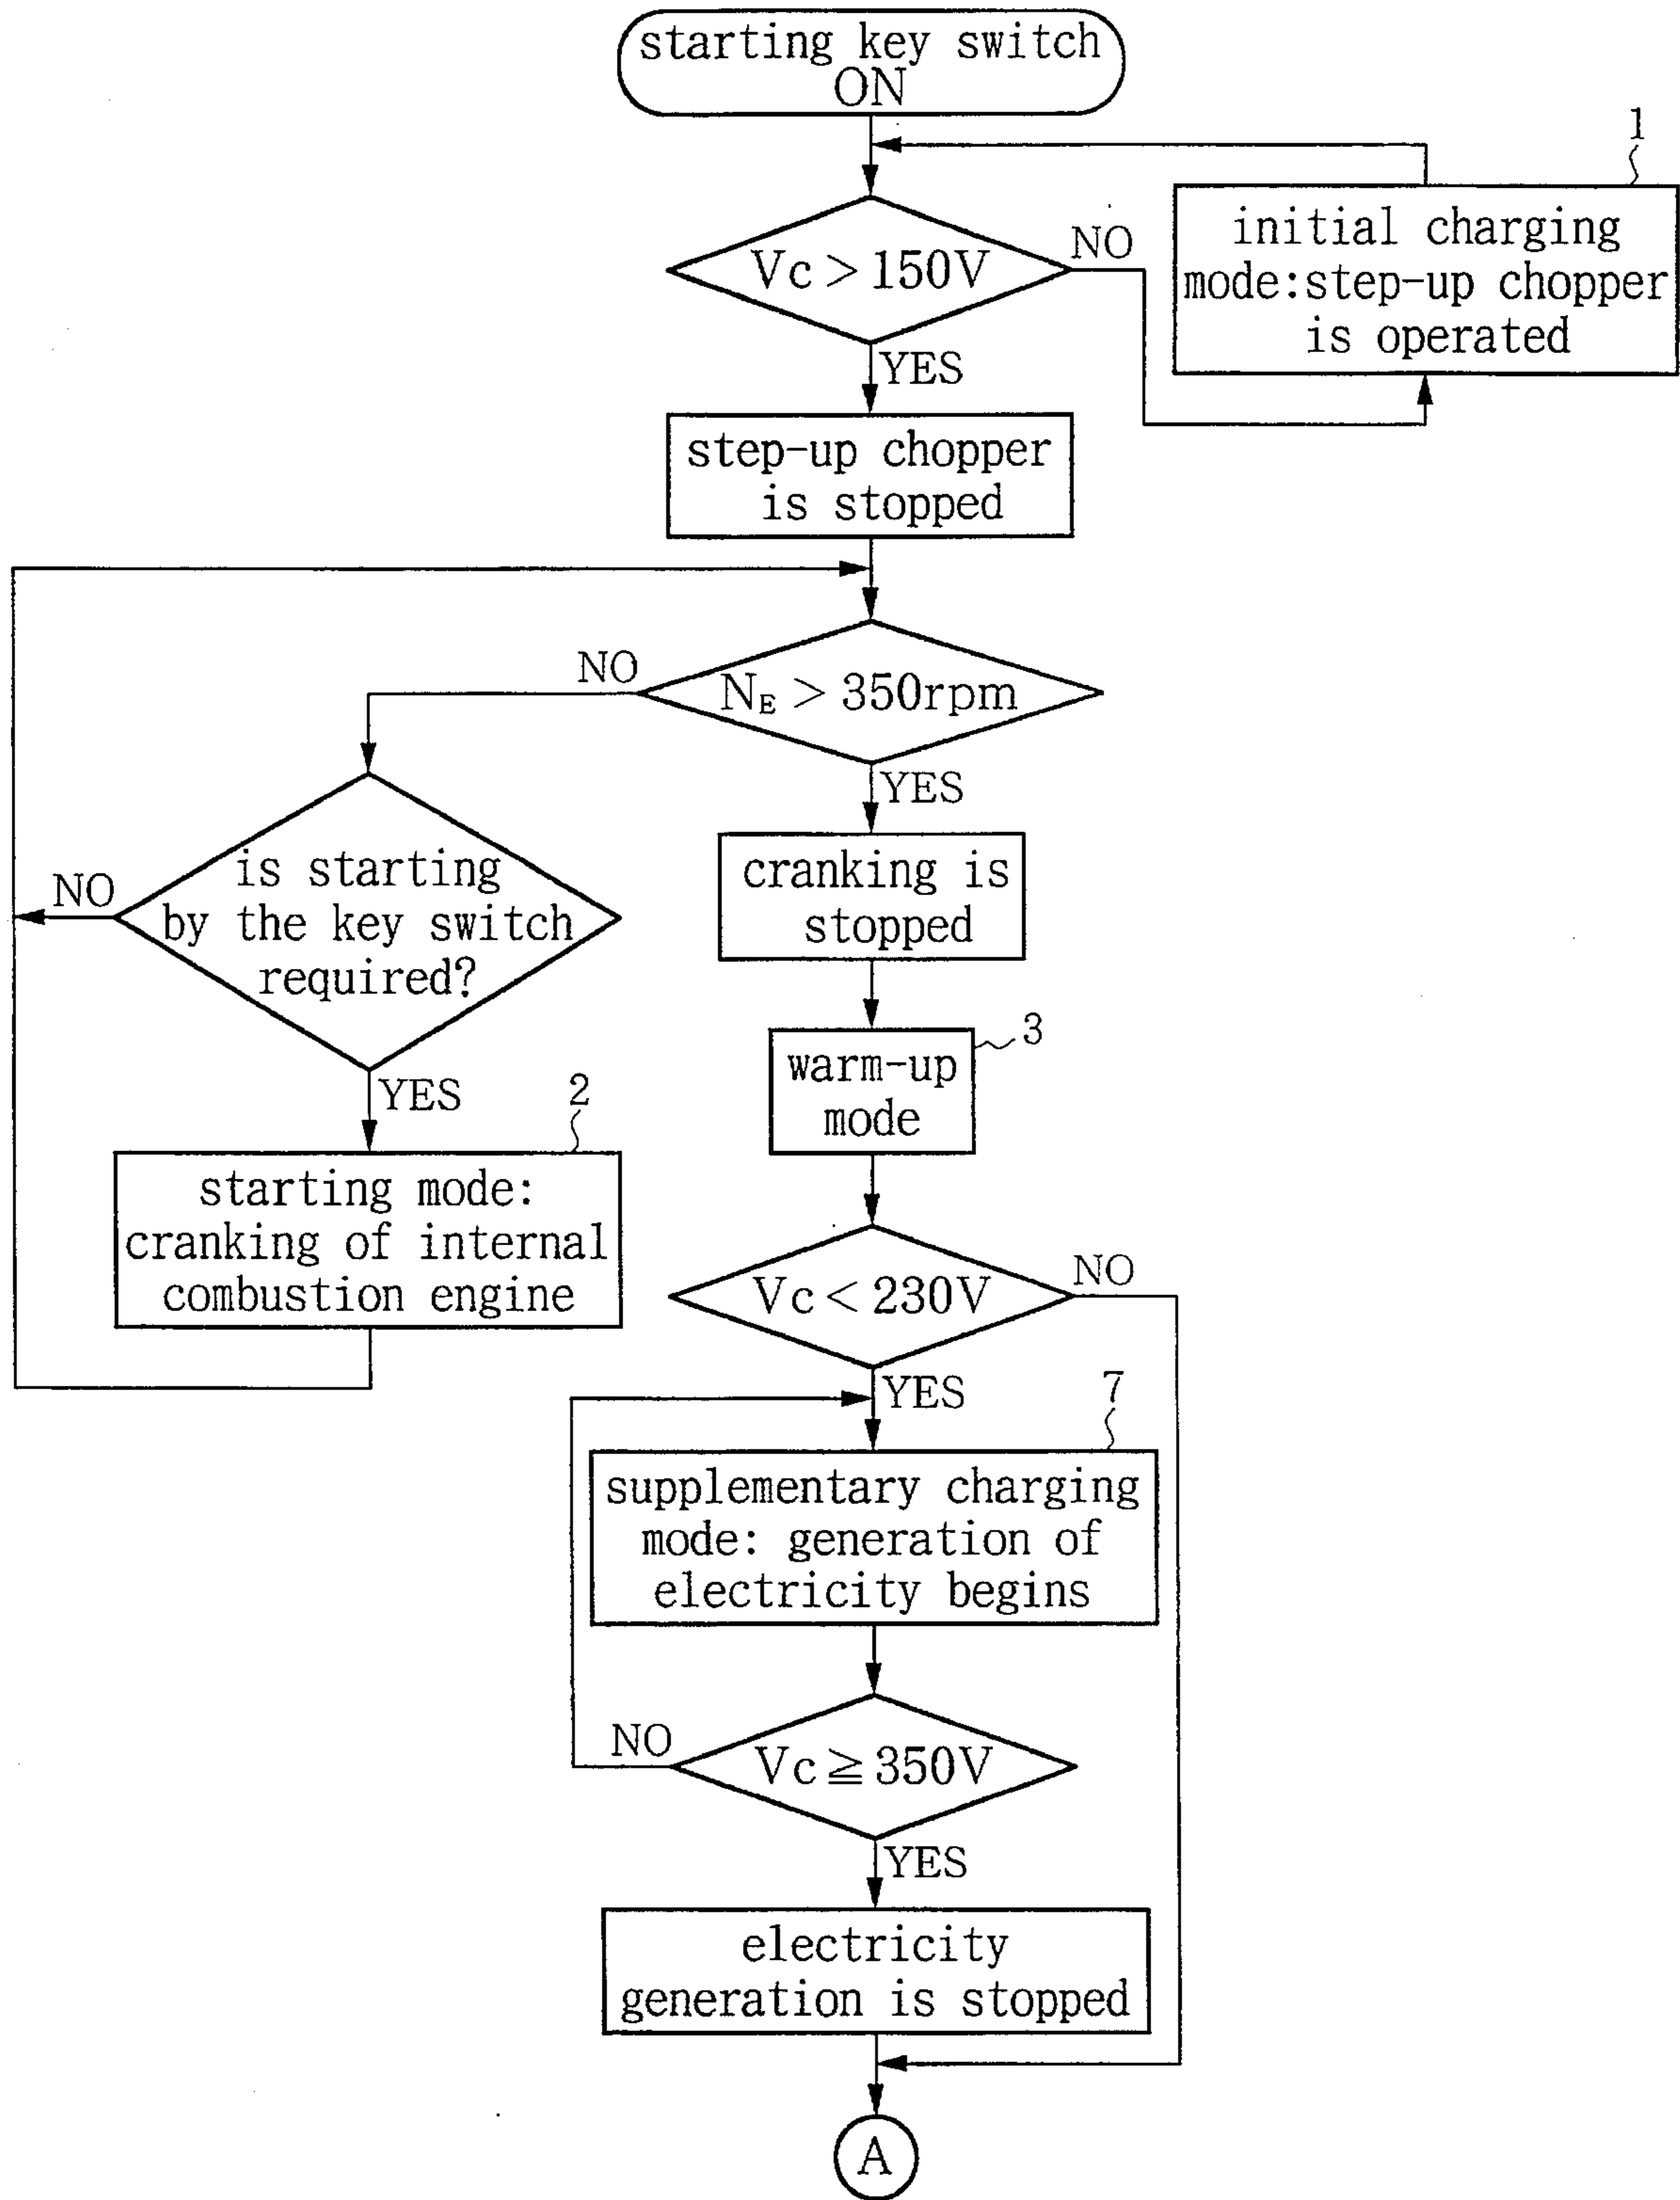 starting key switch
ON
1
Vc > 150V
NO
initial charging
mode:step-up chopper
is operated
YES
step-up chopper
is stopped
NO
NE > 350rpm
YES
is starting
by the key switch
required?
NO
cranking is
stopped
3
warm-up
mode
YES
2
starting mode:
cranking of internal
combustion engine
Vc < 230V
NO
YES
7
supplementary charging
mode: generation of
electricity begins
NO
Vc ≧ 350V
YES
electricity
generation is stopped
A